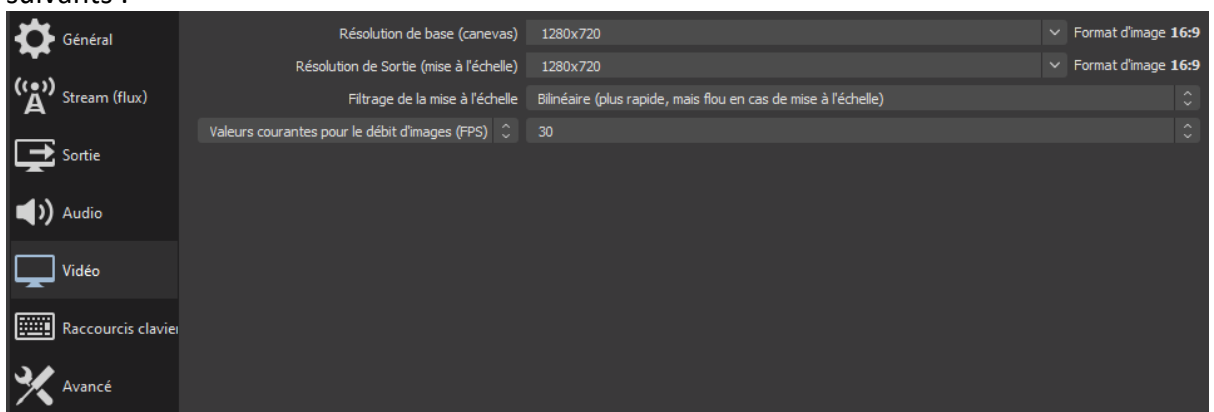 Général
Stream (flux)
Sortie
Audio
Vidéo
Raccourcis clavier
Avancé
Résolution de base (canevas) 1280x720 Format d'image 16:9
Résolution de Sortie (mise à l'échelle) 1280x720 Format d'image 16:9
Filtrage de la mise à l'échelle Bilinéaire (plus rapide, mais flou en cas de mise à l'échelle)
Valeurs courantes pour le débit d'images (FPS) 30